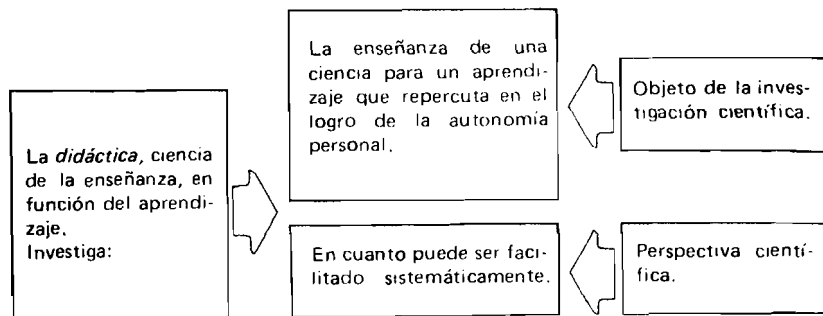 La didáctica, ciencia
de la enseñanza, en
función del aprendi-
zaje.
Investiga:
La enseñanza de una
ciencia para un aprendi-
zaje que repercuta en el
logro de la autonomía
personal.
Objeto de la inves-
tigación científica.
En cuanto puede ser faci-
litado sistemáticamente.
Perspectiva cientí-
fica.